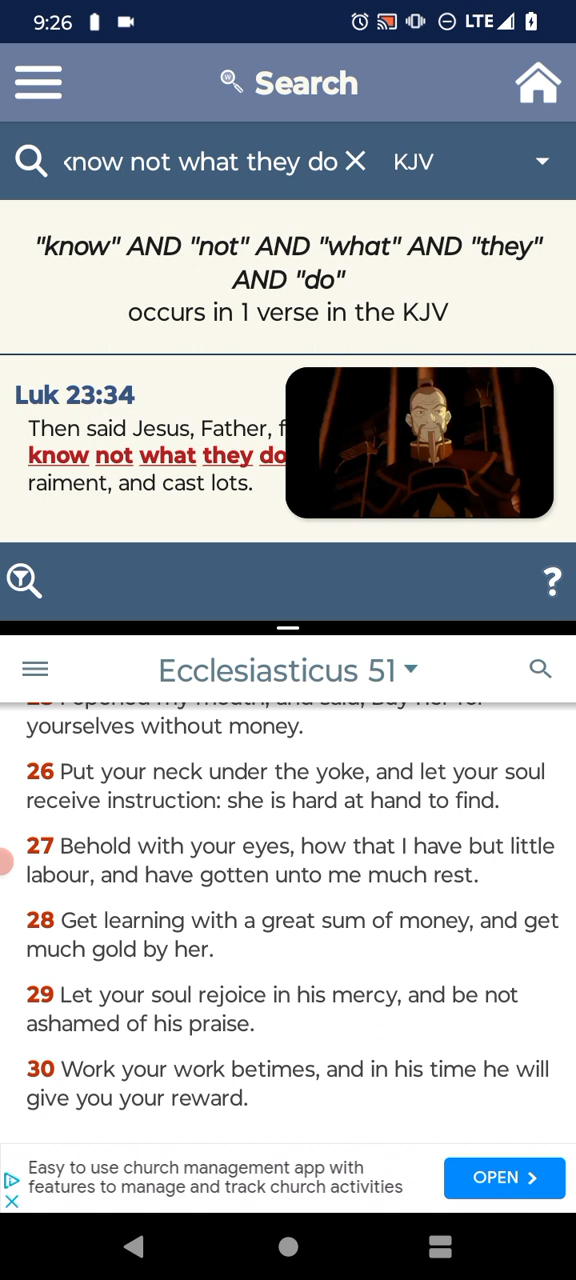 9:26 LTE
Search
know not what they do KJV
"know" AND "not" AND "what" AND "they"
AND "do"
occurs in 1 verse in the KJV
Luk 23:34
Then said Jesus, Father, f
know not what they do
raiment, and cast lots.
?
Ecclesiasticus 51
yourselves without money.
26 Put your neck under the yoke, and let your soul
receive instruction: she is hard at hand to find.
27 Behold with your eyes, how that I have but little
labour, and have gotten unto me much rest.
28 Get learning with a great sum of money, and get
much gold by her.
29 Let your soul rejoice in his mercy, and be not
ashamed of his praise.
30 Work your work betimes, and in his time he will
give you your reward.
Easy to use church management app with
features to manage and track church activities
OPEN